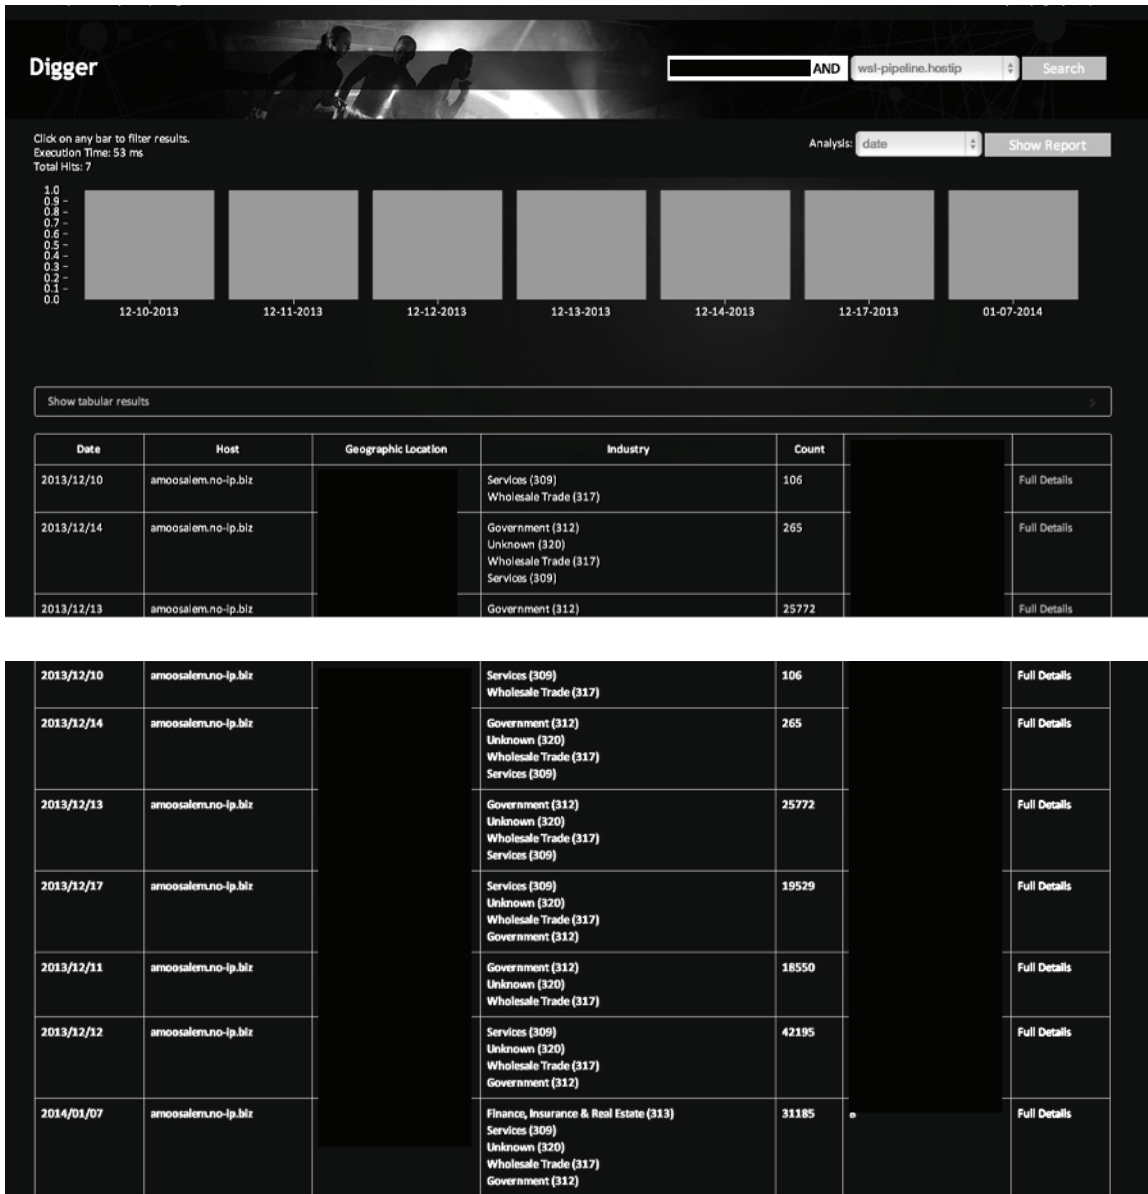 Digger
AND wsl-pipeline.hostip Search
Click on any bar to filter results.
Execution Time: 53 ms
Total Hits: 7
Analysis: date Show Report
1.0
0.9
0.8
0.7
0.6
0.5
0.4
0.3
0.2
0.1
0.0
12-10-2013 12-11-2013 12-12-2013 12-13-2013 12-14-2013 12-17-2013 01-07-2014
Show tabular results
Date Host Geographic Location Industry Count
2013/12/10 amoosalem.no-ip.biz Services (309) 106 Full Details
Wholesale Trade (317)
2013/12/14 amoosalem.no-ip.biz Government (312) 265 Full Details
Unknown (320)
Wholesale Trade (317)
Services (309)
2013/12/13 amoosalem.no-ip.biz Government (312) 25772 Full Details
2013/12/10 amoosalem.no-ip.biz Services (309) 106 Full Details
Wholesale Trade (317)
2013/12/14 amoosalem.no-ip.biz Government (312) 265 Full Details
Unknown (320)
Wholesale Trade (317)
Services (309)
2013/12/13 amoosalem.no-ip.biz Government (312) 25772 Full Details
Unknown (320)
Wholesale Trade (317)
Services (309)
2013/12/17 amoosalem.no-ip.biz Services (309) 19529 Full Details
Unknown (320)
Wholesale Trade (317)
Government (312)
2013/12/11 amoosalem.no-ip.biz Government (312) 18550 Full Details
Unknown (320)
Wholesale Trade (317)
2013/12/12 amoosalem.no-ip.biz Services (309) 42195 Full Details
Unknown (320)
Wholesale Trade (317)
Government (312)
2014/01/07 amoosalem.no-ip.biz Finance, Insurance & Real Estate (313) 31185 Full Details
Services (309)
Unknown (320)
Wholesale Trade (317)
Government (312)